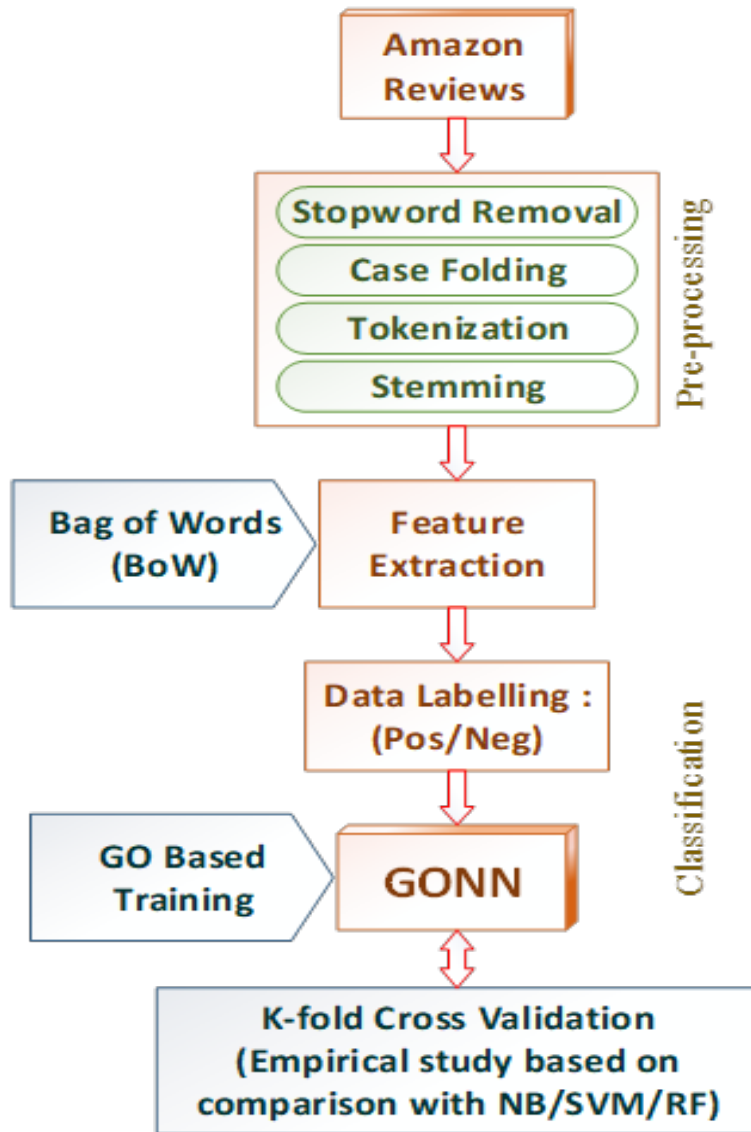 Amazon
Reviews
Stopword Removal
Case Folding
Tokenization
Stemming
Pre-processing
Bag of Words
(BoW)
Feature
Extraction
Data Labelling :
(Pos/Neg)
Classification
GO Based
Training
GONN
K-fold Cross Validation
(Empirical study based on
comparison with NB/SVM/RF)